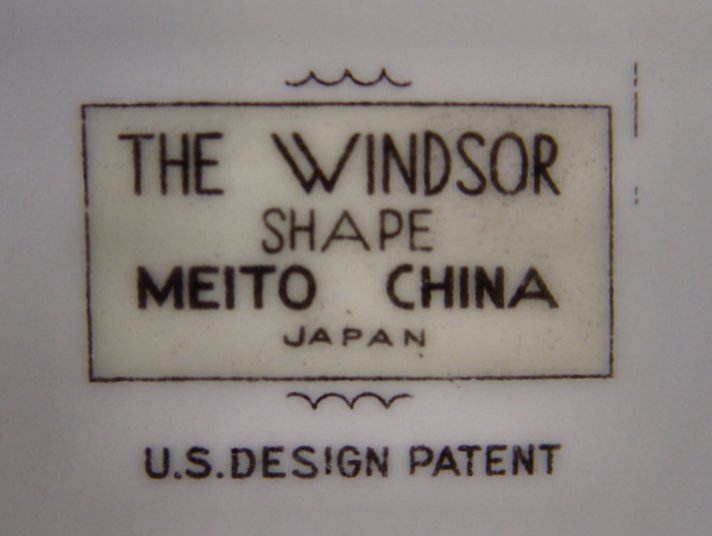 THE WINDSOR
SHAPE
MEITO CHINA
JAPAN
U.S.DESIGN PATENT